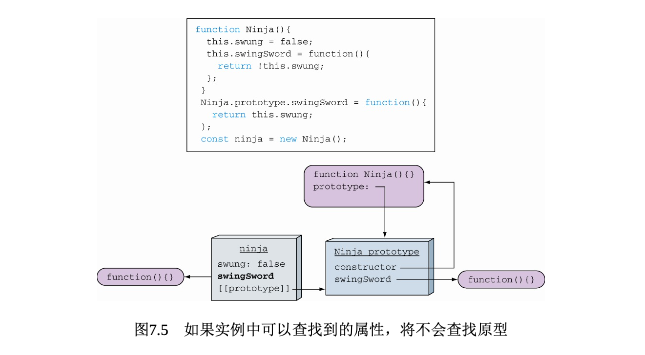 function Ninja(){
this.swung = false;
this.swingSword = function(){
return !this.swung;
};
}
Ninja.prototype.swingSword = function(){
return this.swung;
};
const ninja = new Ninja();
function Ninja(){}
prototype:
ninja
swung: false
swingSword
[[prototype]]
function(){}
Ninja prototype
constructor
swingSword
function(){}
图7.5 如果实例中可以查找到的属性，将不会查找原型